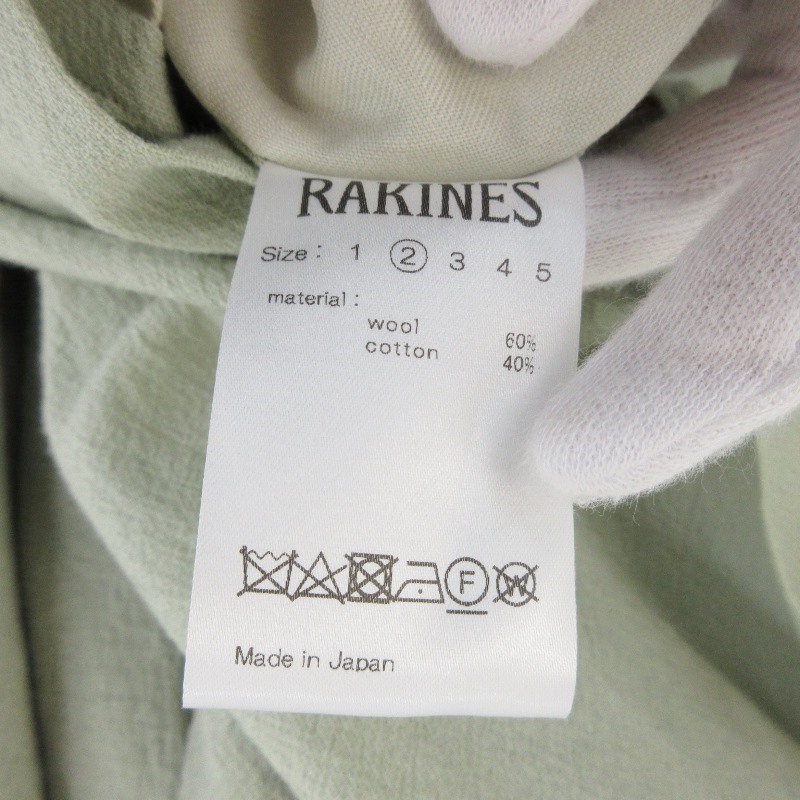 RAKINES
Size : 1 2 3 4 5
material :
wool 60%
cotton 40%
F W
Made in Japan